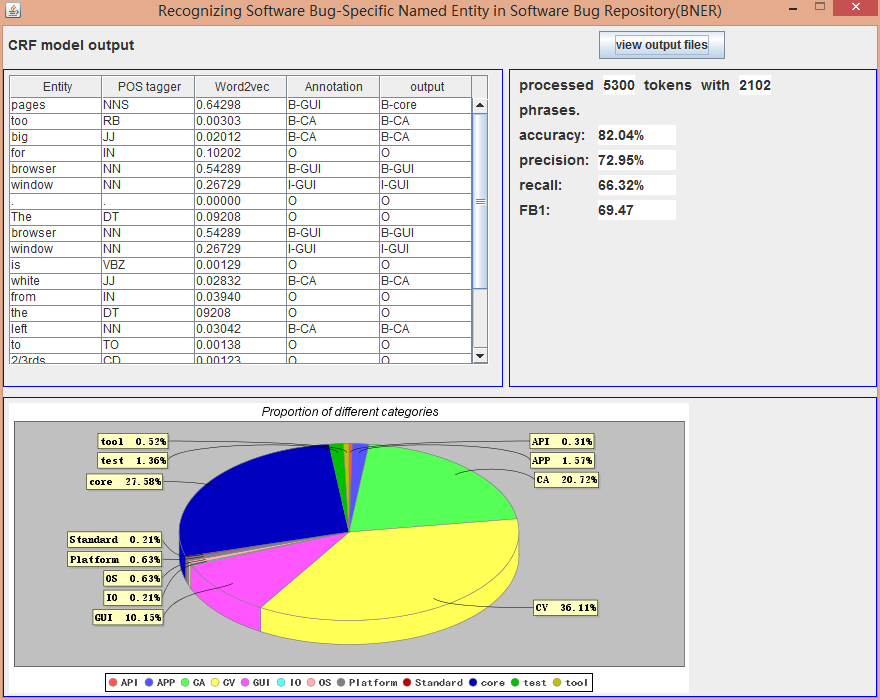 Recognizing Software Bug-Specific Named Entity in Software Bug Repository(BNER)
CRF model output
view output files
Entity POS tagger Word2vec Annotation output
pages NNS 0.64298 B-GUI B-core
too RB 0.00303 B-CA B-CA
big JJ 0.02012 B-CA B-CA
for IN 0.10202 O O
browser NN 0.54289 B-GUI B-GUI
window NN 0.26729 I-GUI I-GUI
. . 0.00000 O O
The DT 0.09208 O O
browser NN 0.54289 B-GUI B-GUI
window NN 0.26729 I-GUI I-GUI
is VBZ 0.00129 O O
white JJ 0.02832 B-CA B-CA
from IN 0.03940 O O
the DT 09208 O O
left NN 0.03042 B-CA B-CA
to TO 0.00138 O O
2/3rds CD 0.00123 O O
processed 5300 tokens with 2102
phrases.
accuracy: 82.04%
precision: 72.95%
recall: 66.32%
FB1: 69.47
Proportion of different categories
tool 0.52%
test 1.36%
core 27.58%
Standard 0.21%
Platform 0.63%
OS 0.63%
IO 0.21%
GUI 10.15%
API 0.31%
APP 1.57%
CA 20.72%
CV 36.11%
API APP CA CV GUI IO OS Platform Standard core test tool